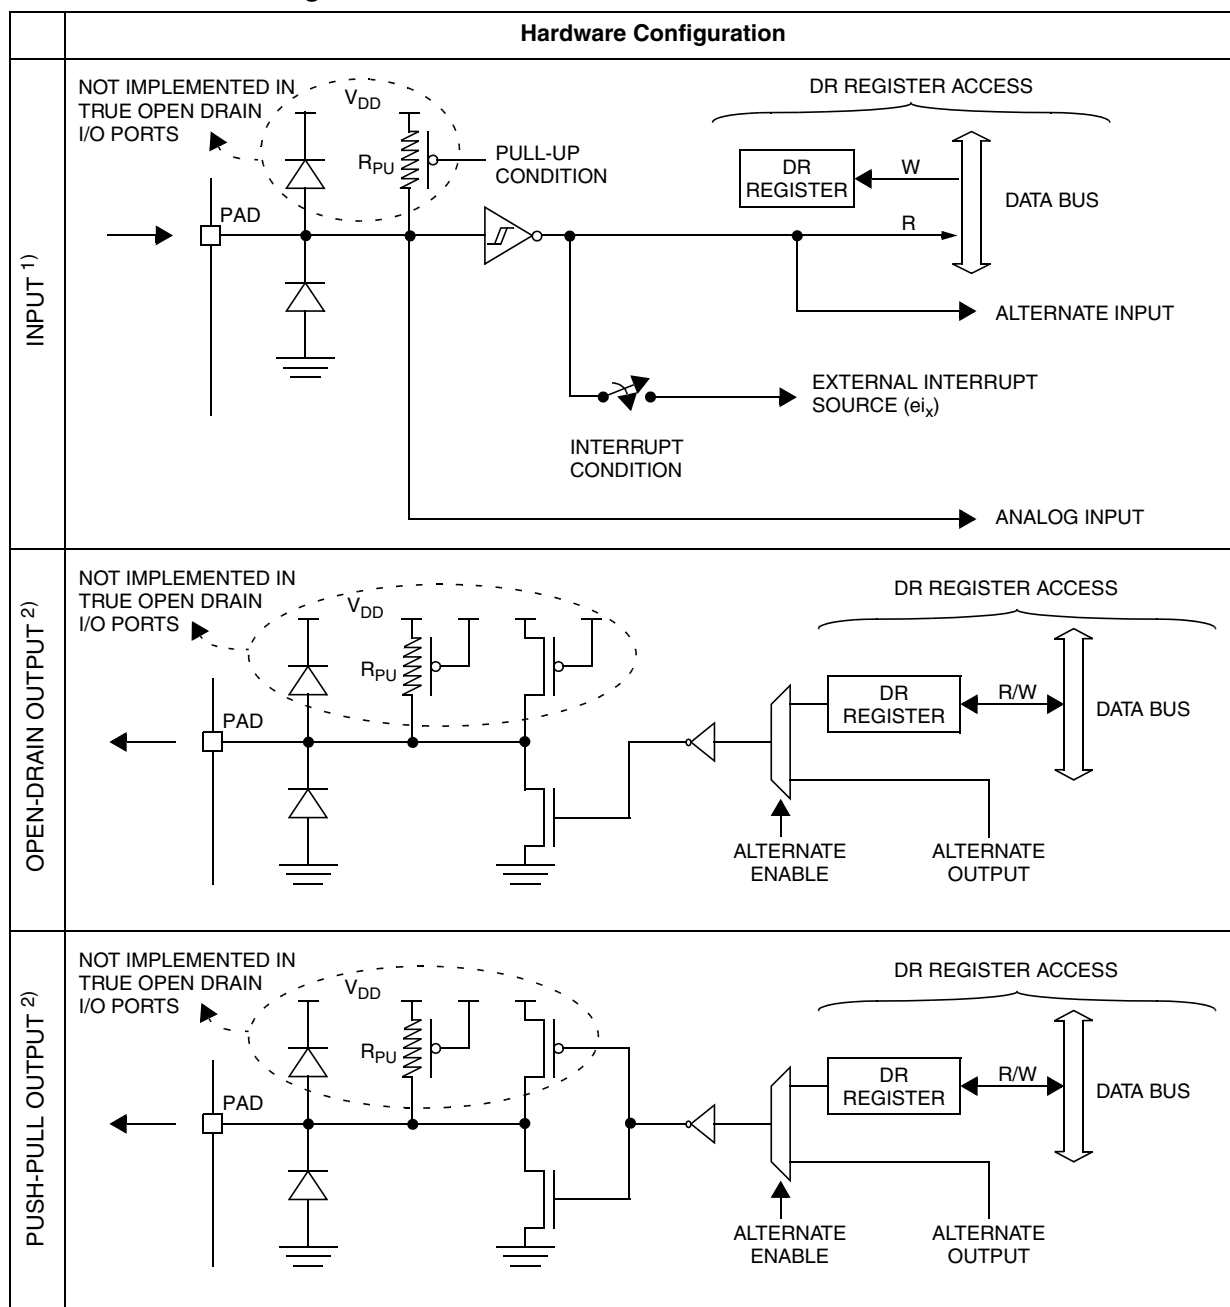 Hardware Configuration
INPUT 1)
NOT IMPLEMENTED IN
TRUE OPEN DRAIN
I/O PORTS
VDD
RPU
PULL-UP
CONDITION
PAD
DR REGISTER ACCESS
DR
REGISTER
W
R
DATA BUS
ALTERNATE INPUT
EXTERNAL INTERRUPT
SOURCE (eix)
INTERRUPT
CONDITION
ANALOG INPUT
OPEN-DRAIN OUTPUT 2)
NOT IMPLEMENTED IN
TRUE OPEN DRAIN
I/O PORTS
VDD
RPU
PAD
DR REGISTER ACCESS
DR
REGISTER
R/W
DATA BUS
ALTERNATE
ENABLE
ALTERNATE
OUTPUT
PUSH-PULL OUTPUT 2)
NOT IMPLEMENTED IN
TRUE OPEN DRAIN
I/O PORTS
VDD
RPU
PAD
DR REGISTER ACCESS
DR
REGISTER
R/W
DATA BUS
ALTERNATE
ENABLE
ALTERNATE
OUTPUT